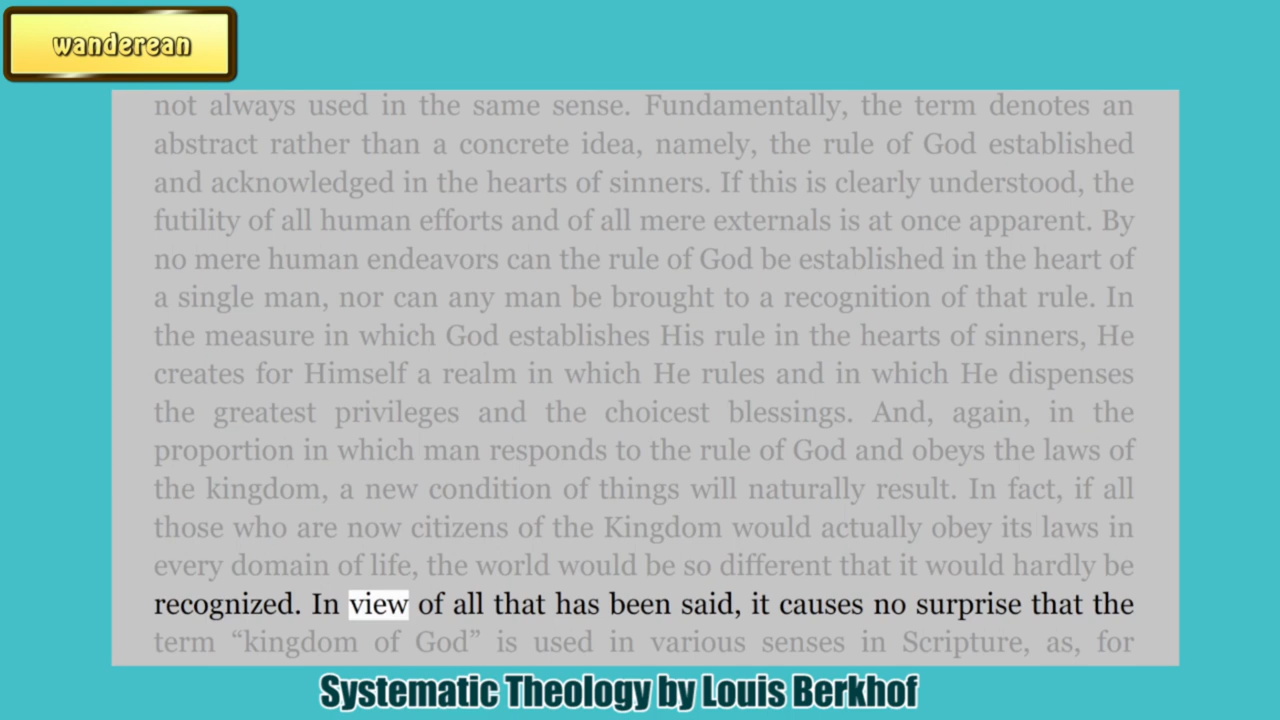 wanderean
not always used in the same sense. Fundamentally, the term denotes an
abstract rather than a concrete idea, namely, the rule of God established
and acknowledged in the hearts of sinners. If this is clearly understood, the
futility of all human efforts and of all mere externals is at once apparent. By
no mere human endeavors can the rule of God be established in the heart of
a single man, nor can any man be brought to a recognition of that rule. In
the measure in which God establishes His rule in the hearts of sinners, He
creates for Himself a realm in which He rules and in which He dispenses
the greatest privileges and the choicest blessings. And, again, in the
proportion in which man responds to the rule of God and obeys the laws of
the kingdom, a new condition of things will naturally result. In fact, if all
those who are now citizens of the Kingdom would actually obey its laws in
every domain of life, the world would be so different that it would hardly be
recognized. In view of all that has been said, it causes no surprise that the
term “kingdom of God” is used in various senses in Scripture, as, for
Systematic Theology by Louis Berkhof